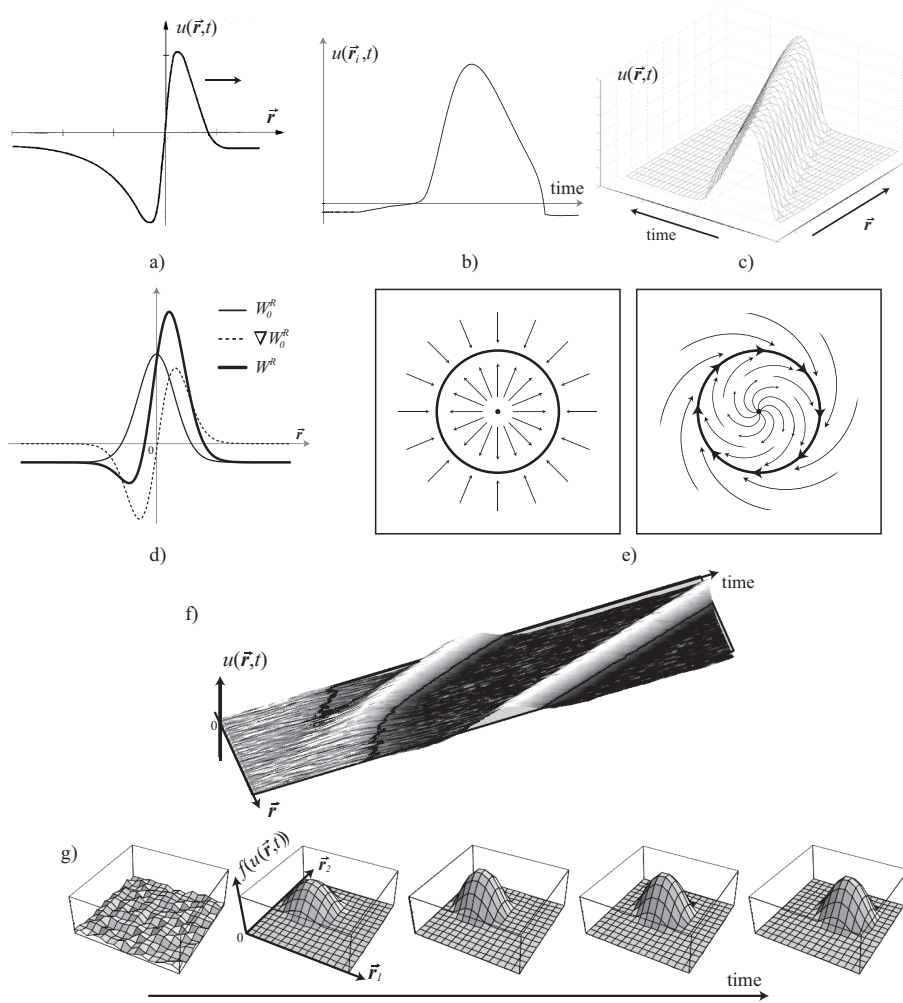 u(r⃗,t)
r⃗
a)
u(r⃗ᵢ,t)
time
b)
u(r⃗,t)
time
r⃗
c)
W₀ᴿ
∇W₀ᴿ
Wᴿ
r⃗
0
d)
e)
f)
time
u(r⃗,t)
0
r⃗
g)
f(u(r⃗,t))
r⃗₂
0
r⃗₁
time